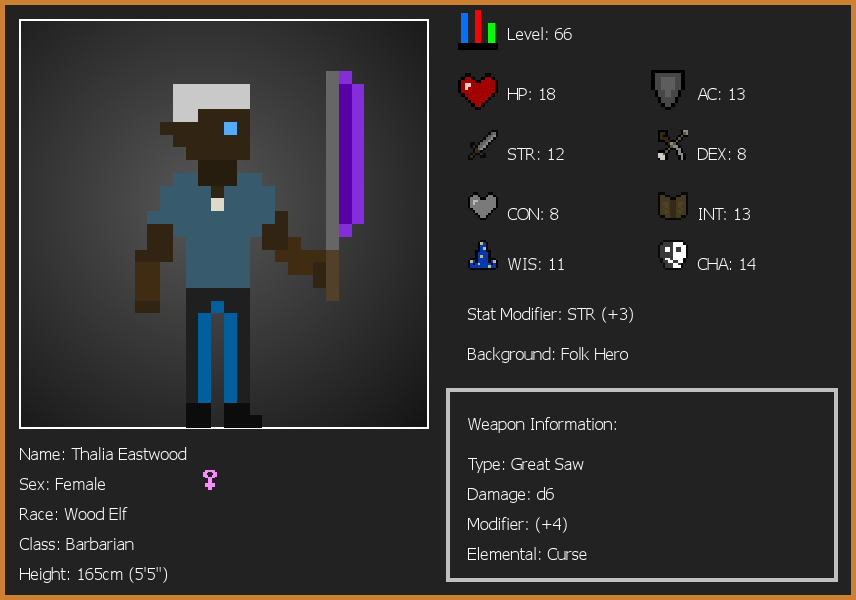 Level: 66
HP: 18
AC: 13
STR: 12
DEX: 8
CON: 8
INT: 13
WIS: 11
CHA: 14
Stat Modifier: STR (+3)
Background: Folk Hero
Weapon Information:
Type: Great Saw
Damage: d6
Modifier: (+4)
Elemental: Curse
Name: Thalia Eastwood
Sex: Female
Race: Wood Elf
Class: Barbarian
Height: 165cm (5'5")